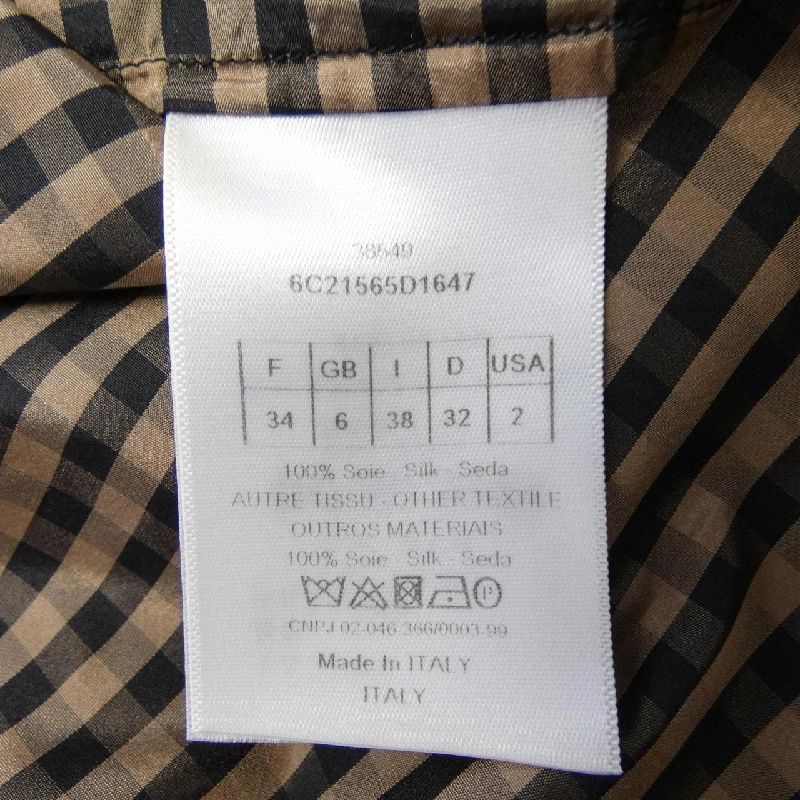 38549
6C21565D1647
F GB I D USA
34 6 38 32 2
100% Soie - Silk - Seda
AUTRE TISSU - OTHER TEXTILE
OUTROS MATERIAIS
100% Soie - Silk - Seda
P
CNPJ 02-046 366/0003-99
Made In ITALY
ITALY